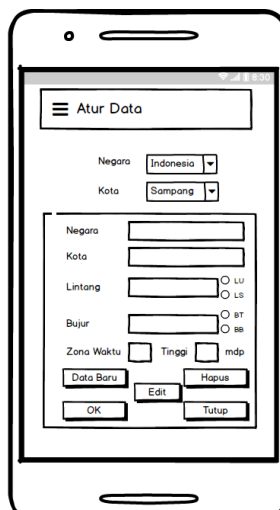 8:30
Atur Data
Negara Indonesia
Kota Sampang
Negara
Kota
Lintang LU
LS
Bujur BT
BB
Zona Waktu Tinggi mdp
Data Baru Hapus
Edit
OK Tutup